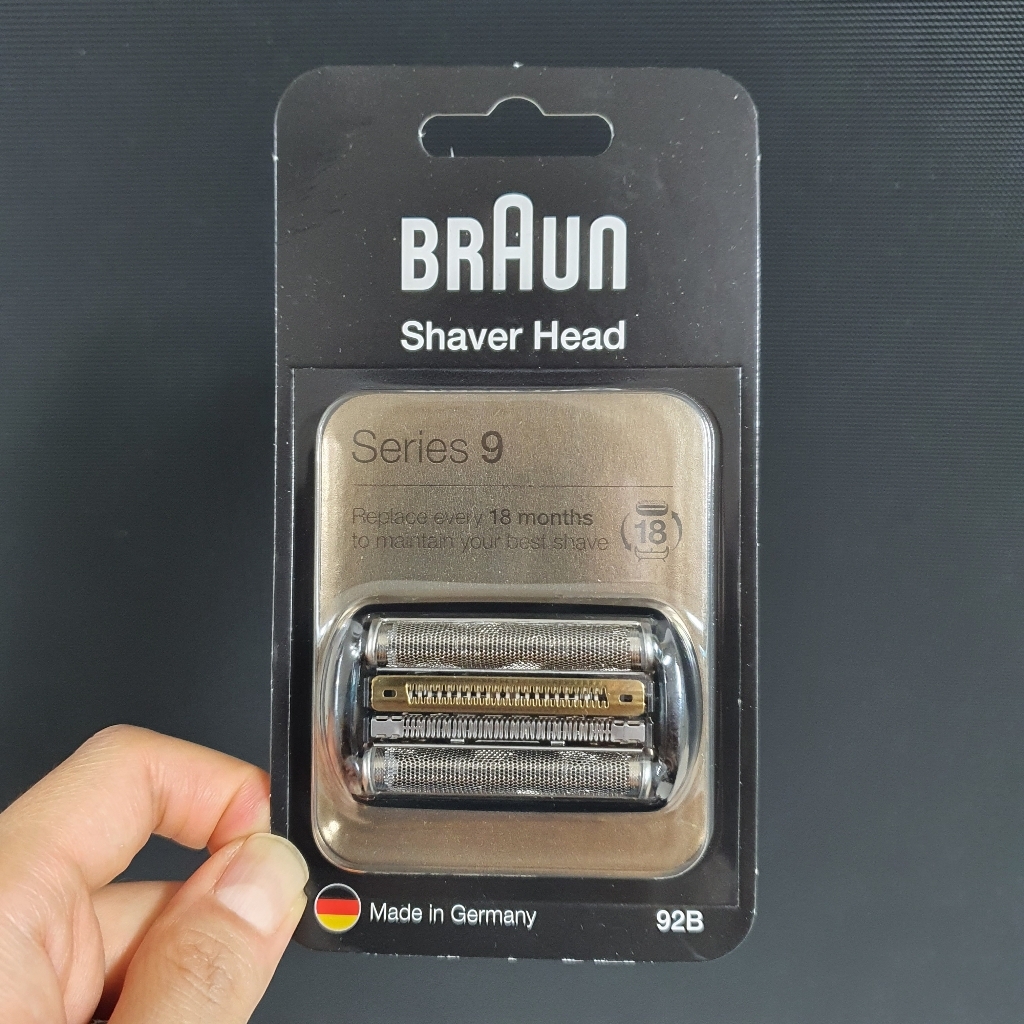 BRAUN
Shaver Head
Series 9
Replace every 18 months
to maintain your best shave
18
Made in Germany
92B